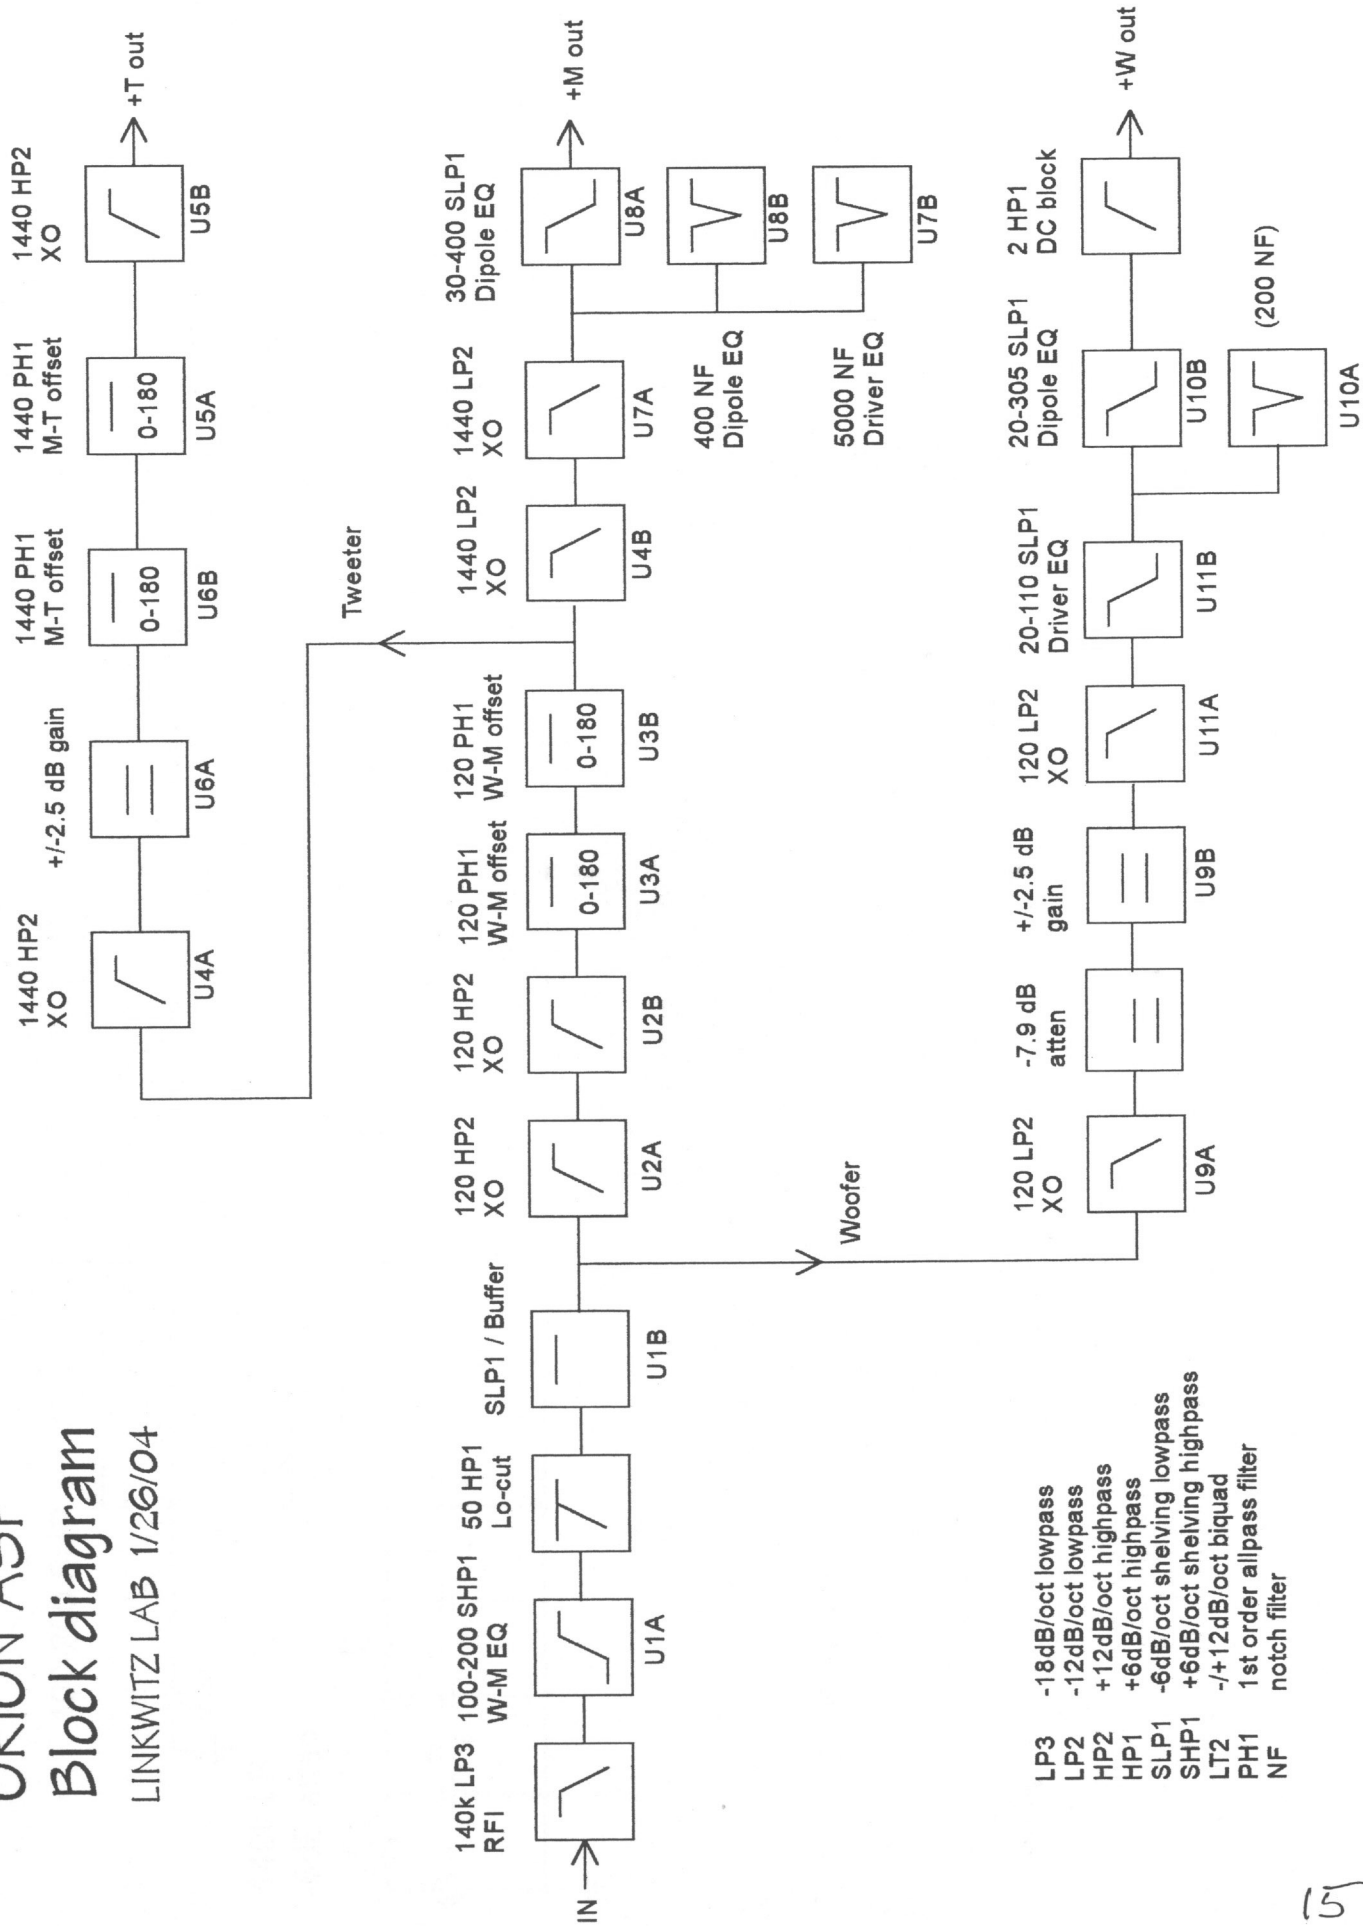 ORION ASP
Block diagram
LINKWITZ LAB 1/26/04
1440 HP2
XO
U4A
+/-2.5 dB gain
U6A
1440 PH1
M-T offset
0-180
U6B
1440 PH1
M-T offset
0-180
U5A
1440 HP2
XO
U5B
+T out
Tweeter
IN
140k LP3
RFI
100-200 SHP1
W-M EQ
U1A
50 HP1
Lo-cut
SLP1 / Buffer
U1B
120 HP2
XO
U2A
120 HP2
XO
U2B
120 PH1
W-M offset
0-180
U3A
120 PH1
W-M offset
0-180
U3B
1440 LP2
XO
U4B
1440 LP2
XO
U7A
30-400 SLP1
Dipole EQ
U8A
+M out
400 NF
Dipole EQ
U8B
5000 NF
Driver EQ
U7B
Woofer
120 LP2
XO
U9A
-7.9 dB
atten
+/-2.5 dB
gain
U9B
120 LP2
XO
U11A
20-110 SLP1
Driver EQ
U11B
20-305 SLP1
Dipole EQ
U10B
2 HP1
DC block
+W out
(200 NF)
U10A
LP3 -18dB/oct lowpass
LP2 -12dB/oct lowpass
HP2 +12dB/oct highpass
HP1 +6dB/oct highpass
SLP1 -6dB/oct shelving lowpass
SHP1 +6dB/oct shelving highpass
LT2 -/+12dB/oct biquad
PH1 1st order allpass filter
NF notch filter
15